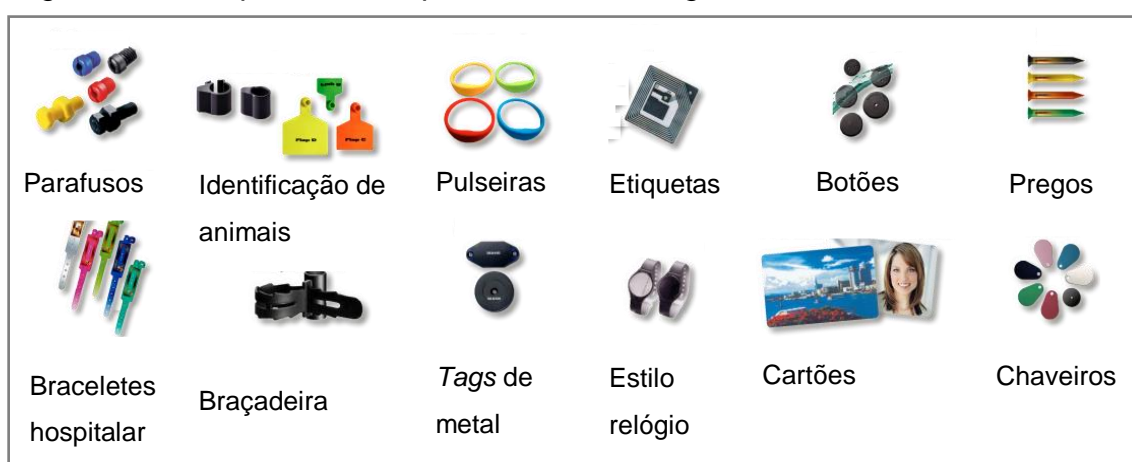 Parafusos
Identificação de
animais
Pulseiras
Etiquetas
Botões
Pregos
Braceletes
hospitalar
Braçadeira
Tags de
metal
Estilo
relógio
Cartões
Chaveiros